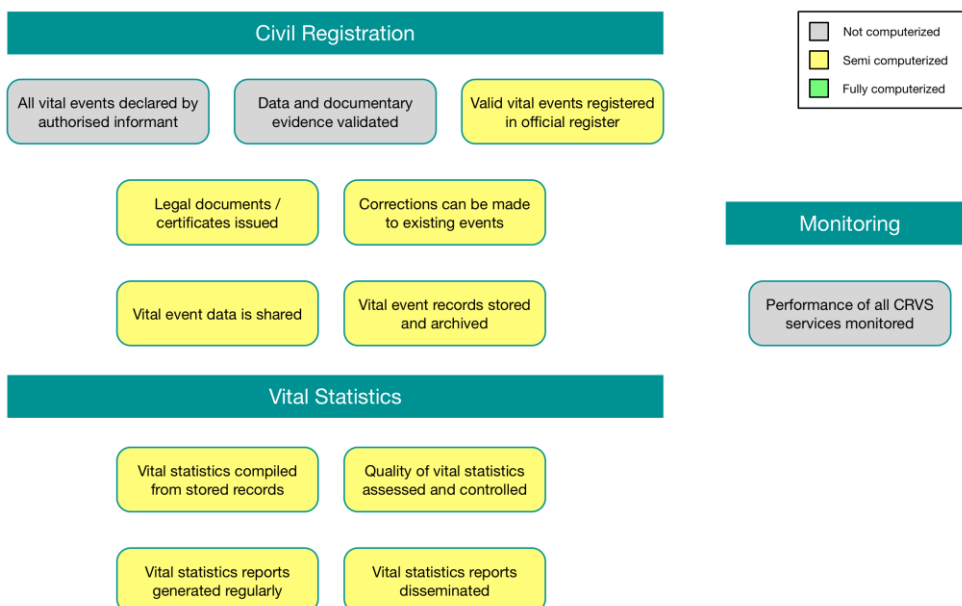 Civil Registration
Not computerized
Semi computerized
Fully computerized
All vital events declared by
authorised informant
Data and documentary
evidence validated
Valid vital events registered
in official register
Legal documents /
certificates issued
Corrections can be made
to existing events
Monitoring
Vital event data is shared
Vital event records stored
and archived
Performance of all CRVS
services monitored
Vital Statistics
Vital statistics compiled
from stored records
Quality of vital statistics
assessed and controlled
Vital statistics reports
generated regularly
Vital statistics reports
disseminated